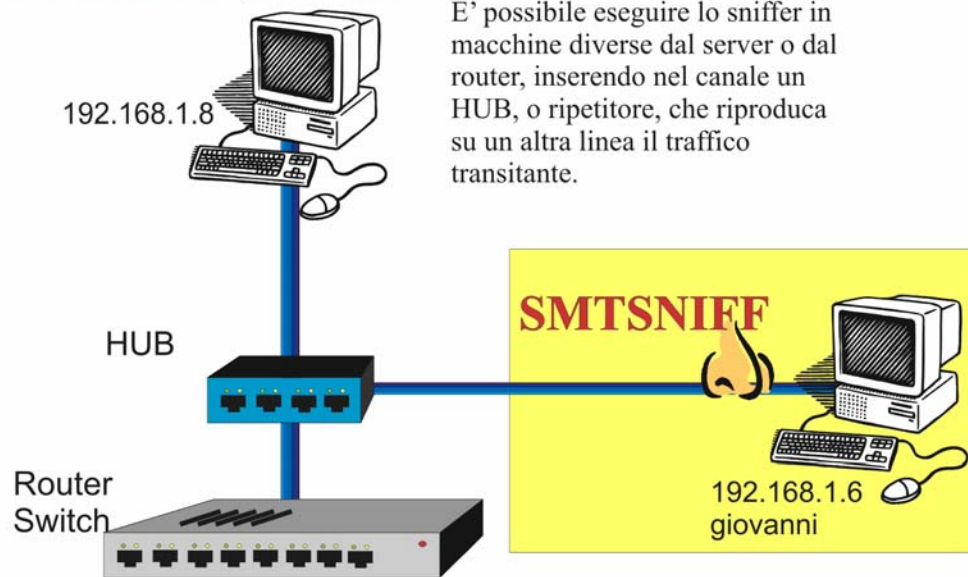 E' possibile eseguire lo sniffer in
macchine diverse dal server o dal
router, inserendo nel canale un
HUB, o ripetitore, che riproduca
su un altra linea il traffico
transitante.
192.168.1.8
SMTSNIFF
HUB
192.168.1.6
giovanni
Router
Switch